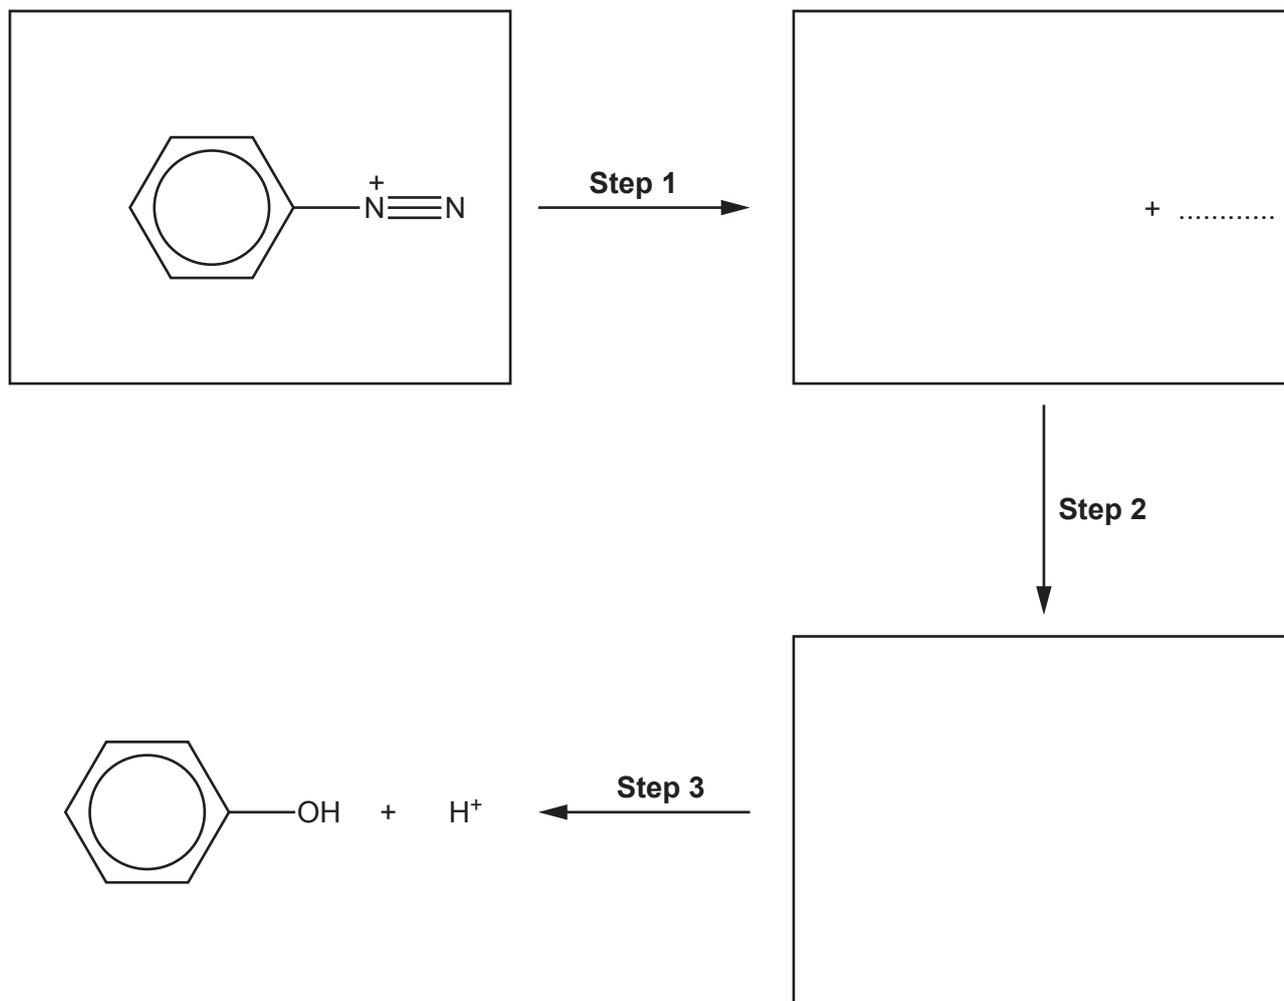 +
N≡N
Step 1
+ ............
Step 2
Step 3
OH + H⁺